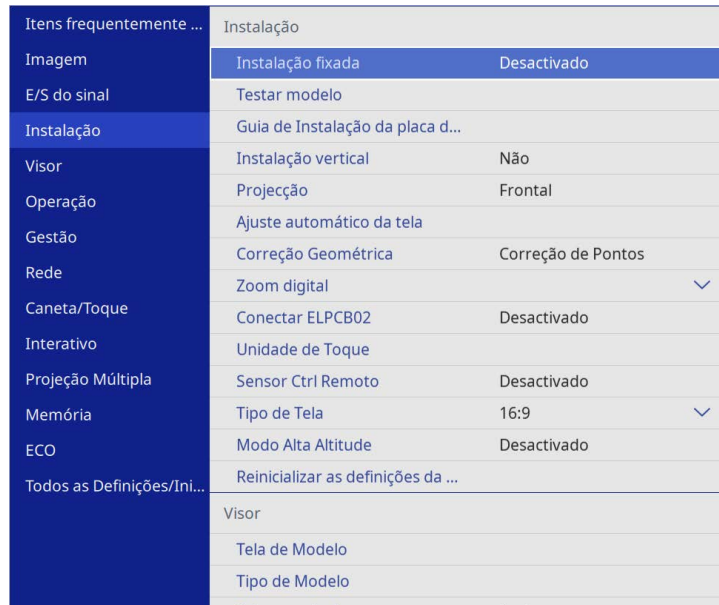 Itens frequentemente ...
Imagem
E/S do sinal
Instalação
Visor
Operação
Gestão
Rede
Caneta/Toque
Interativo
Projeção Múltipla
Memória
ECO
Todos as Definições/Ini...
Instalação
Instalação fixada Desactivado
Testar modelo
Guia de Instalação da placa d...
Instalação vertical Não
Projecção Frontal
Ajuste automático da tela
Correção Geométrica Correção de Pontos
Zoom digital
Conectar ELPCB02 Desactivado
Unidade de Toque
Sensor Ctrl Remoto Desactivado
Tipo de Tela 16:9
Modo Alta Altitude Desactivado
Reinicializar as definições da ...
Visor
Tela de Modelo
Tipo de Modelo